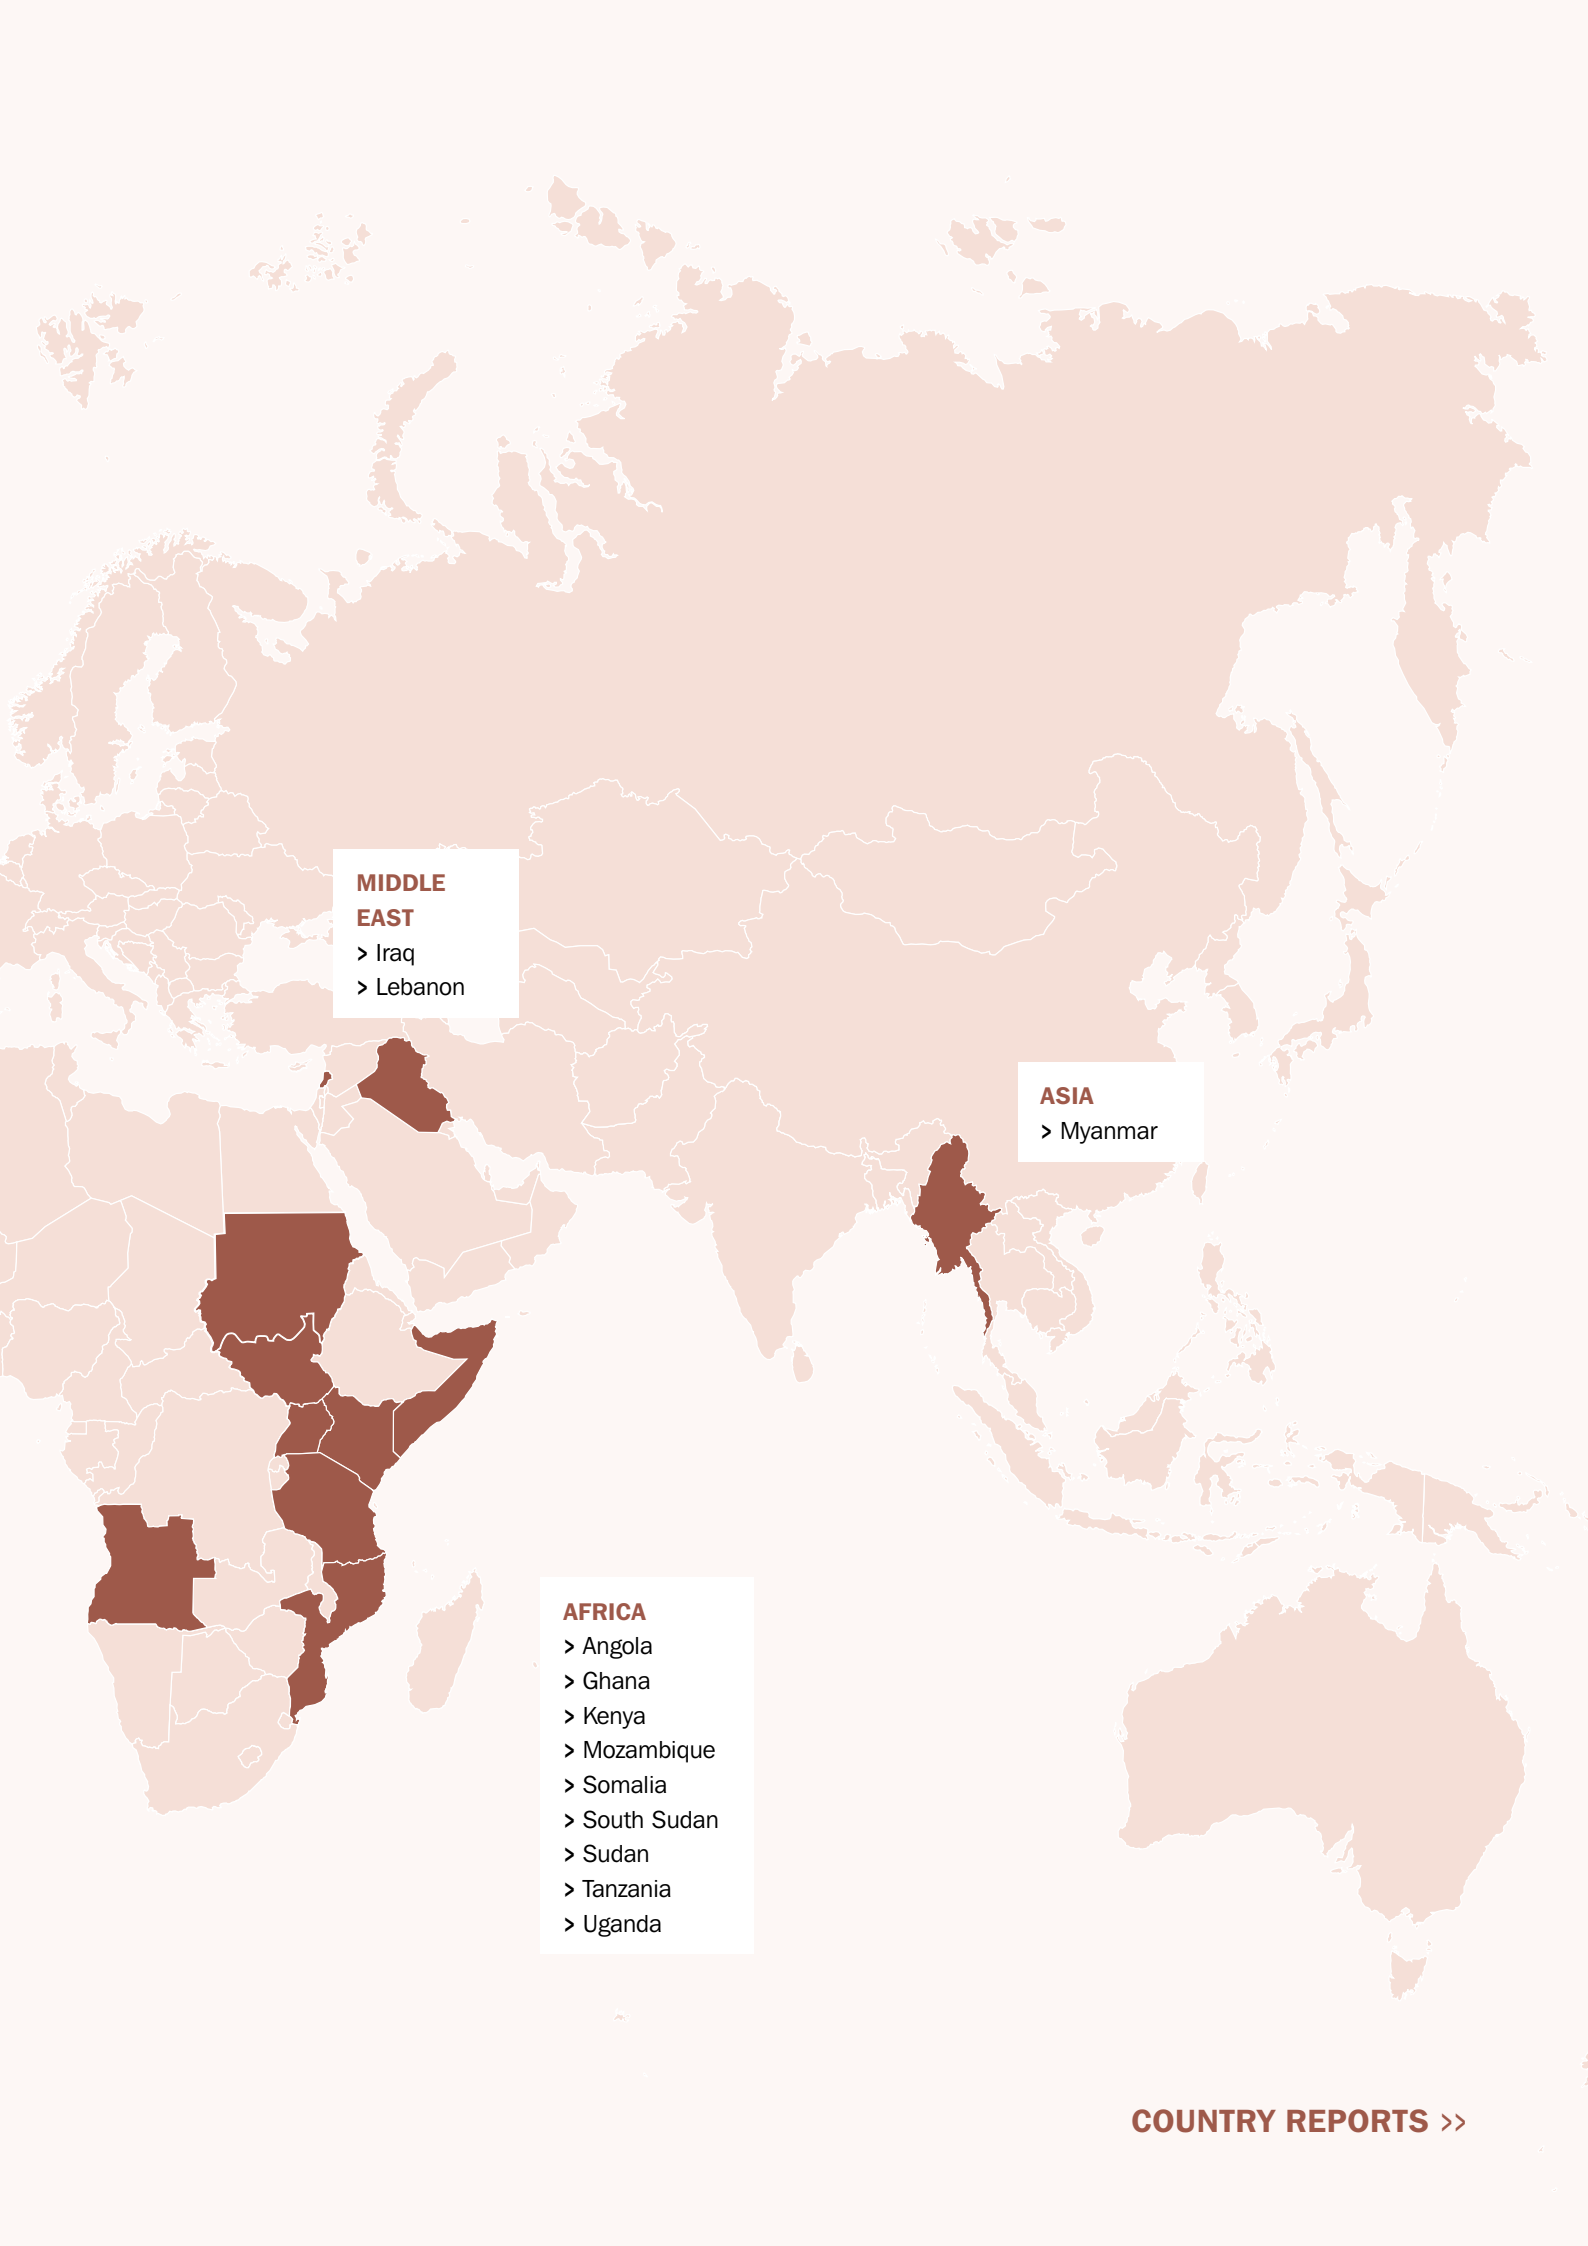 MIDDLE
EAST
> Iraq
> Lebanon
ASIA
> Myanmar
AFRICA
> Angola
> Ghana
> Kenya
> Mozambique
> Somalia
> South Sudan
> Sudan
> Tanzania
> Uganda
COUNTRY REPORTS >>